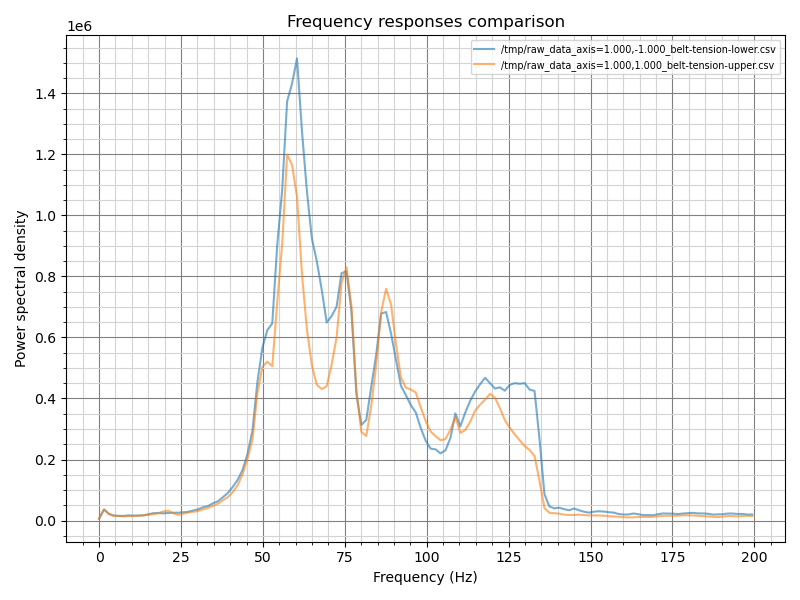 Frequency responses comparison
1e6
/tmp/raw_data_axis=1.000,-1.000_belt-tension-lower.csv
/tmp/raw_data_axis=1.000,1.000_belt-tension-upper.csv
1.4
1.2
1.0
0.8
0.6
0.4
0.2
0.0
Power spectral density
0 25 50 75 100 125 150 175 200
Frequency (Hz)